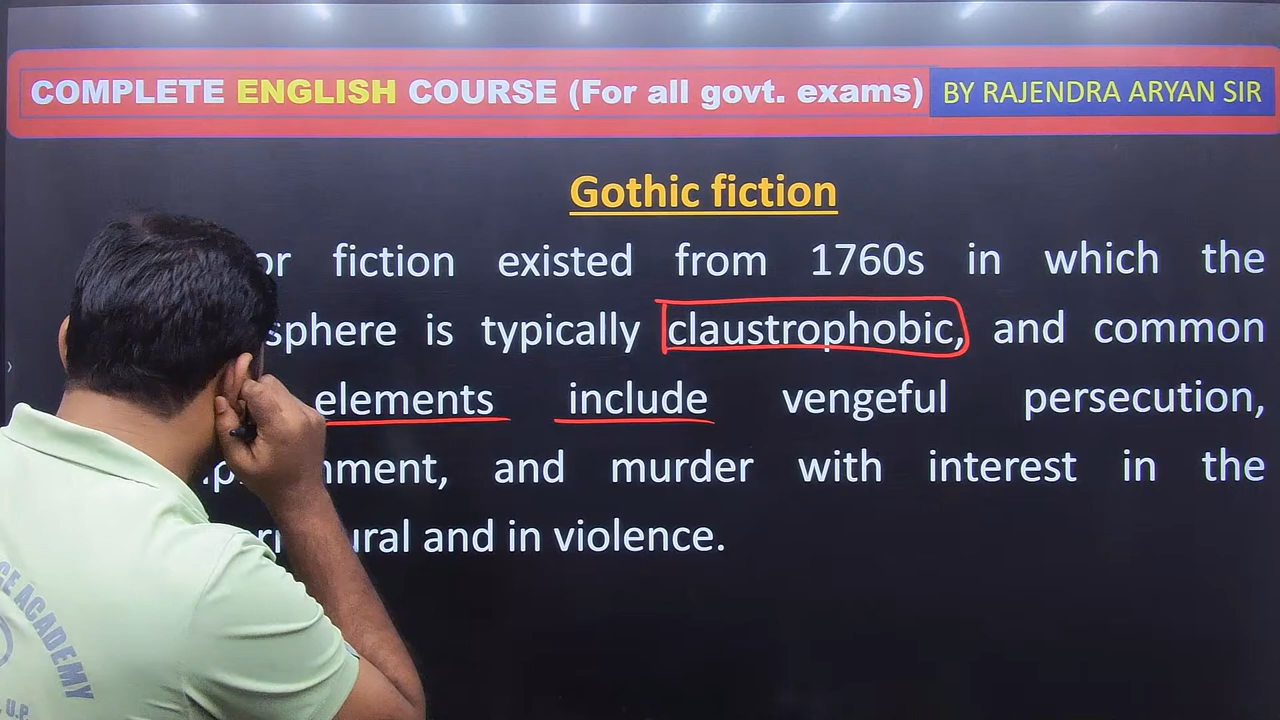 COMPLETE ENGLISH COURSE (For all govt. exams) BY RAJENDRA ARYAN SIR
Gothic fiction
fiction existed from 1760s in which the
is typically claustrophobic, and common
elements include vengeful persecution,
and murder with interest in the
and in violence.
ACADEMY
U.P.